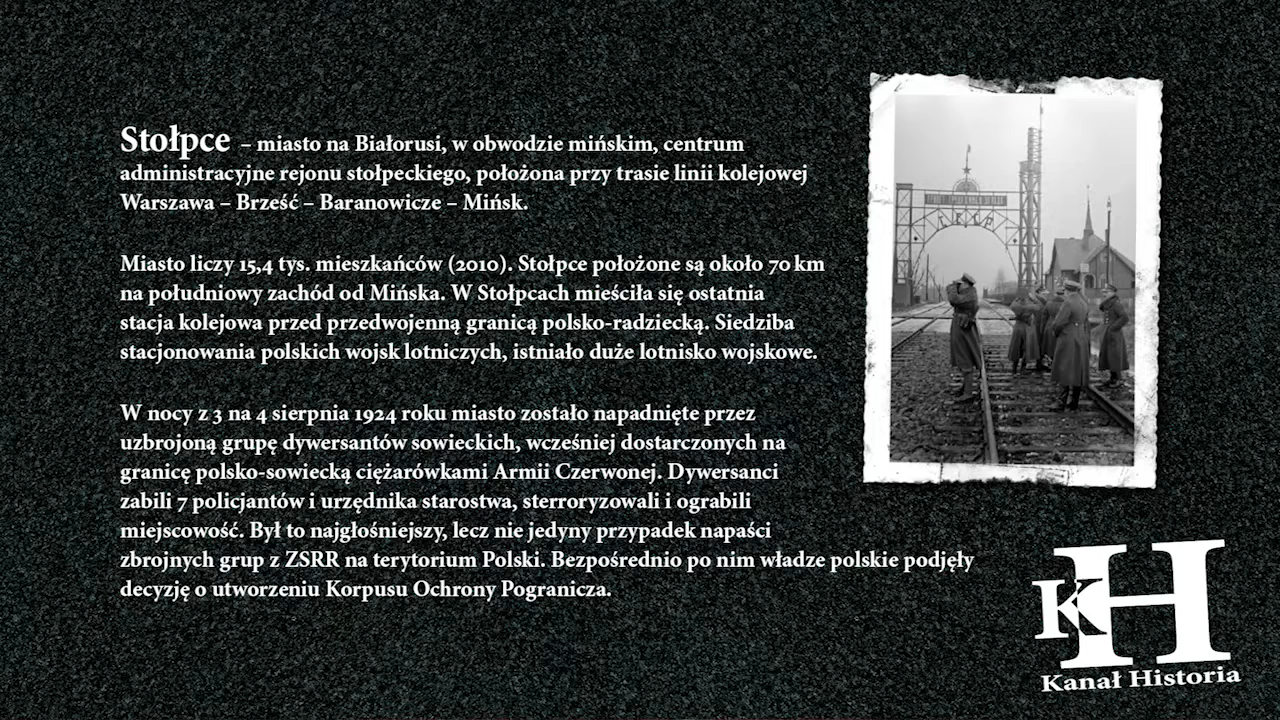 Stołpce – miasto na Białorusi, w obwodzie mińskim, centrum
administracyjne rejonu stołpeckiego, położona przy trasie linii kolejowej
Warszawa – Brześć – Baranowicze – Mińsk.
Miasto liczy 15,4 tys. mieszkańców (2010). Stołpce położone są około 70 km
na południowy zachód od Mińska. W Stołpcach mieściła się ostatnia
stacja kolejowa przed przedwojenną granicą polsko-radziecką. Siedziba
stacjonowania polskich wojsk lotniczych, istniało duże lotnisko wojskowe.
W nocy z 3 na 4 sierpnia 1924 roku miasto zostało napadnięte przez
uzbrojoną grupę dywersantów sowieckich, wcześniej dostarczonych na
granicę polsko-sowiecką ciężarówkami Armii Czerwonej. Dywersanci
zabili 7 policjantów i urzędnika starostwa, sterroryzowali i ograbili
miejscowość. Był to najgłośniejszy, lecz nie jedyny przypadek napaści
zbrojnych grup z ZSRR na terytorium Polski. Bezpośrednio po nim władze polskie podjęły
decyzję o utworzeniu Korpusu Ochrony Pogranicza.
KH
Kanał Historia